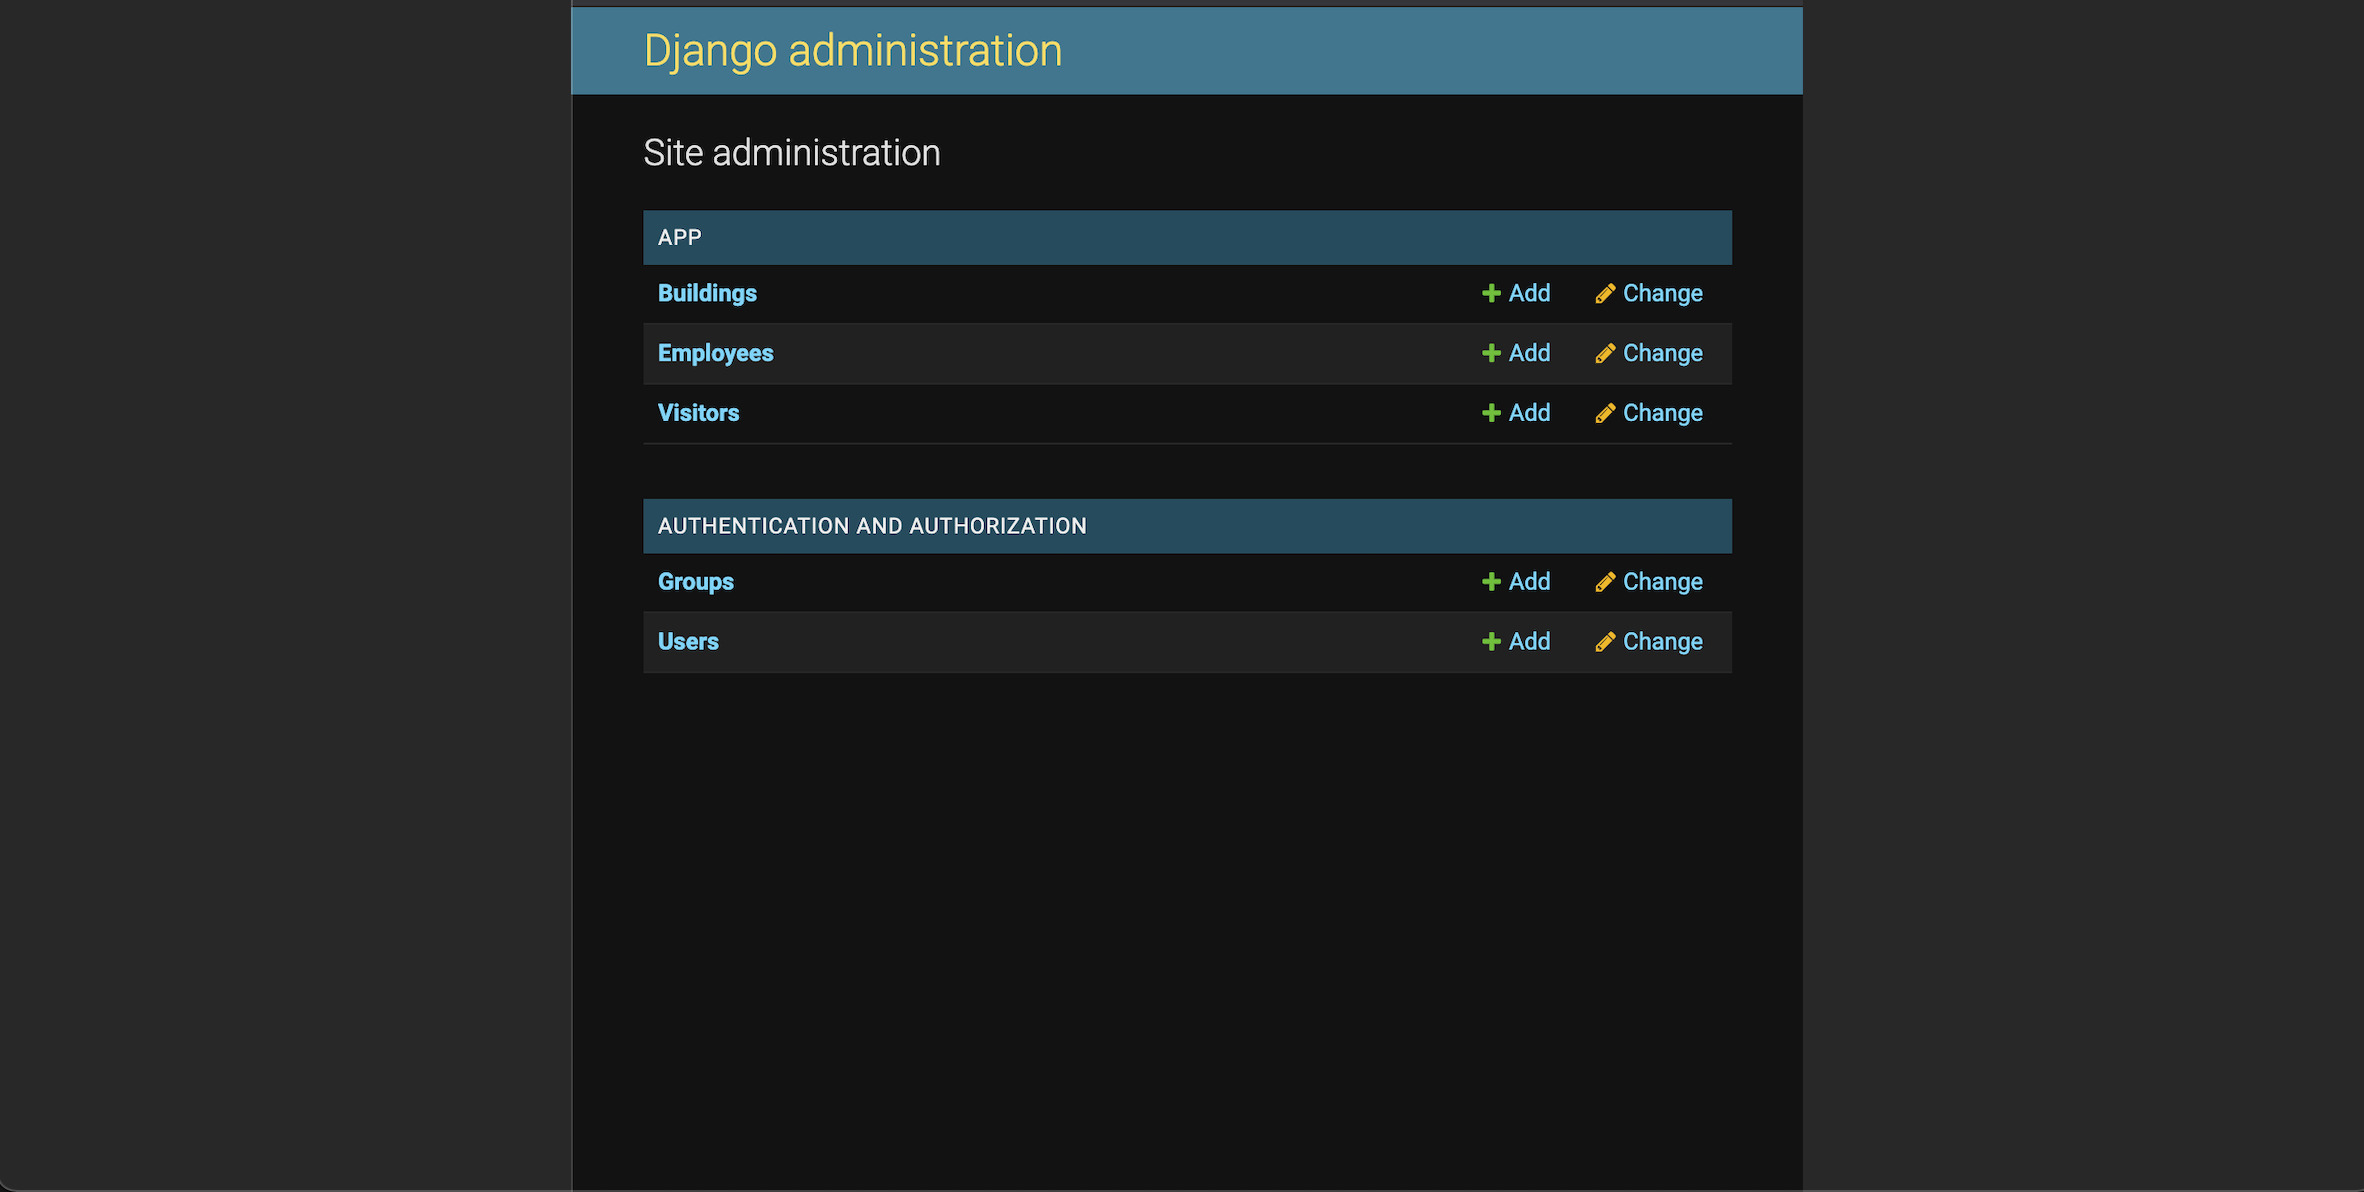 Django administration
Site administration
APP
Buildings Add Change
Employees Add Change
Visitors Add Change
AUTHENTICATION AND AUTHORIZATION
Groups Add Change
Users Add Change